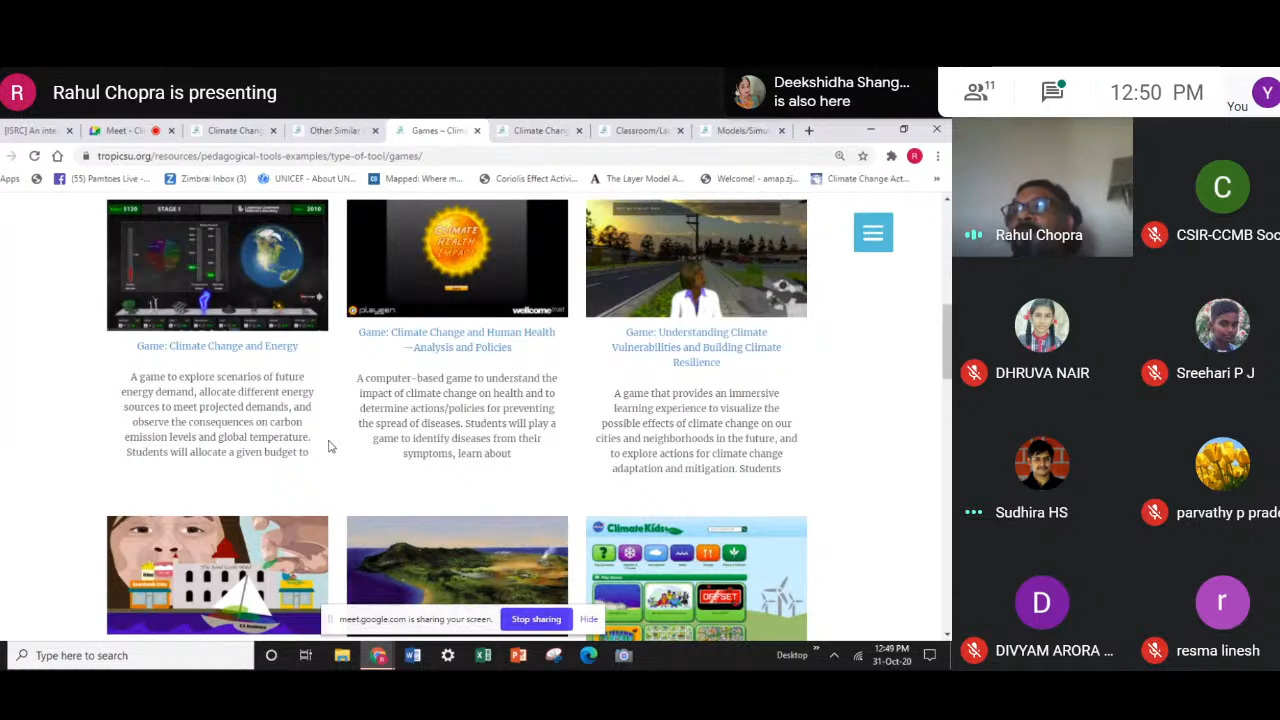 R
Rahul Chopra is presenting
Deekshidha Shang...
is also here
11
12:50 PM
You
Y
[ISRC] An inte
Meet - Cli
Climate Chan
Other Similar
Games – Clim
Climate Chan
Classroom/La
Models/Simu
tropicsu.org/resources/pedagogical-tools-examples/type-of-tool/games/
R
Apps
(55) Pamtoes Live -...
Zimbra: Inbox (3)
UNICEF - About UN...
Mapped: Where m...
Coriolis Effect Activi...
The Layer Model A...
Welcome! - amap.zj...
Climate Change Act...
$120
STAGE 1
2010
CLIMATE
HEALTH
IMPACT
playgen
wellcome
Game: Climate Change and Energy
Game: Climate Change and Human Health
—Analysis and Policies
Game: Understanding Climate
Vulnerabilities and Building Climate
Resilience
A game to explore scenarios of future
energy demand, allocate different energy
sources to meet projected demands, and
observe the consequences on carbon
emission levels and global temperature.
Students will allocate a given budget to
A computer-based game to understand the
impact of climate change on health and to
determine actions/policies for preventing
the spread of diseases. Students will play a
game to identify diseases from their
symptoms, learn about
A game that provides an immersive
learning experience to visualize the
possible effects of climate change on our
cities and neighborhoods in the future, and
to explore actions for climate change
adaptation and mitigation. Students
ClimateKids
OFFSET
meet.google.com is sharing your screen.
Stop sharing
Hide
Type here to search
Desktop
12:49 PM
31-Oct-20
Rahul Chopra
C
CSIR-CCMB Soc
DHRUVA NAIR
Sreehari P J
Sudhira HS
parvathy p prade
D
DIVYAM ARORA ...
r
resma linesh